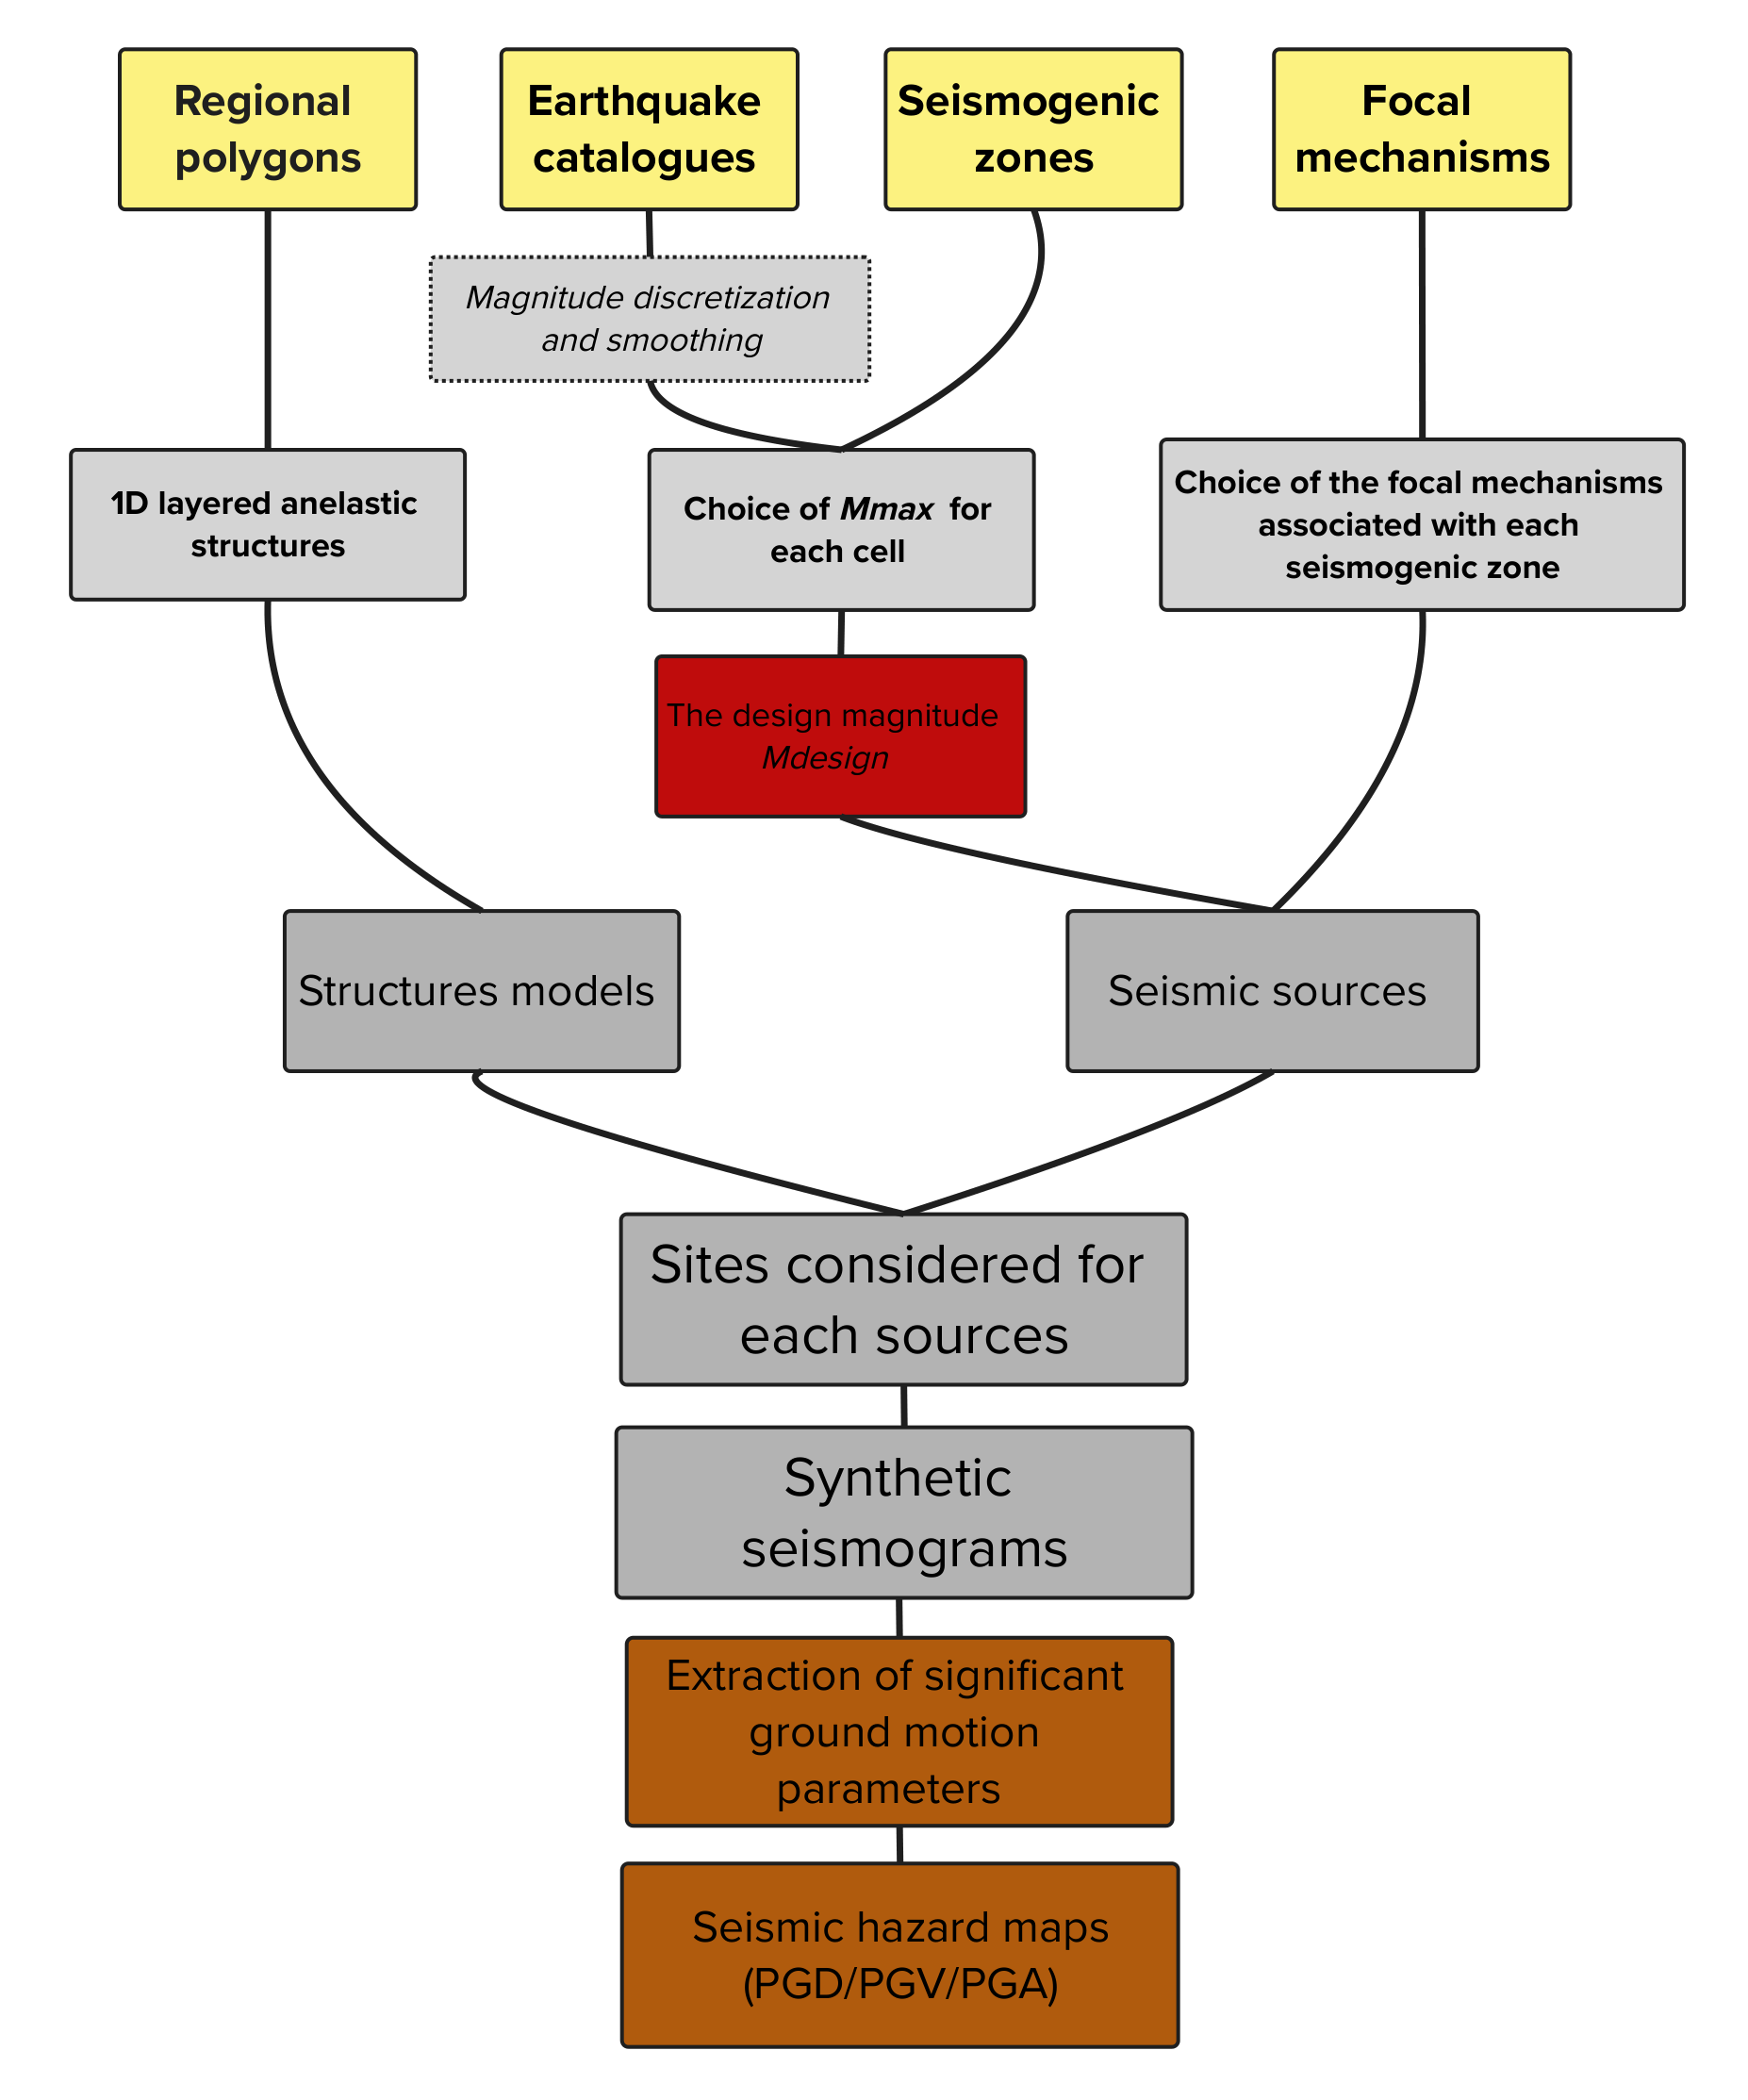 Regional
polygons
Earthquake
catalogues
Seismogenic
zones
Focal
mechanisms
Magnitude discretization
and smoothing
1D layered anelastic
structures
Choice of Mmax for
each cell
Choice of the focal mechanisms
associated with each
seismogenic zone
The design magnitude
Mdesign
Structures models
Seismic sources
Sites considered for
each sources
Synthetic
seismograms
Extraction of significant
ground motion
parameters
Seismic hazard maps
(PGD/PGV/PGA)